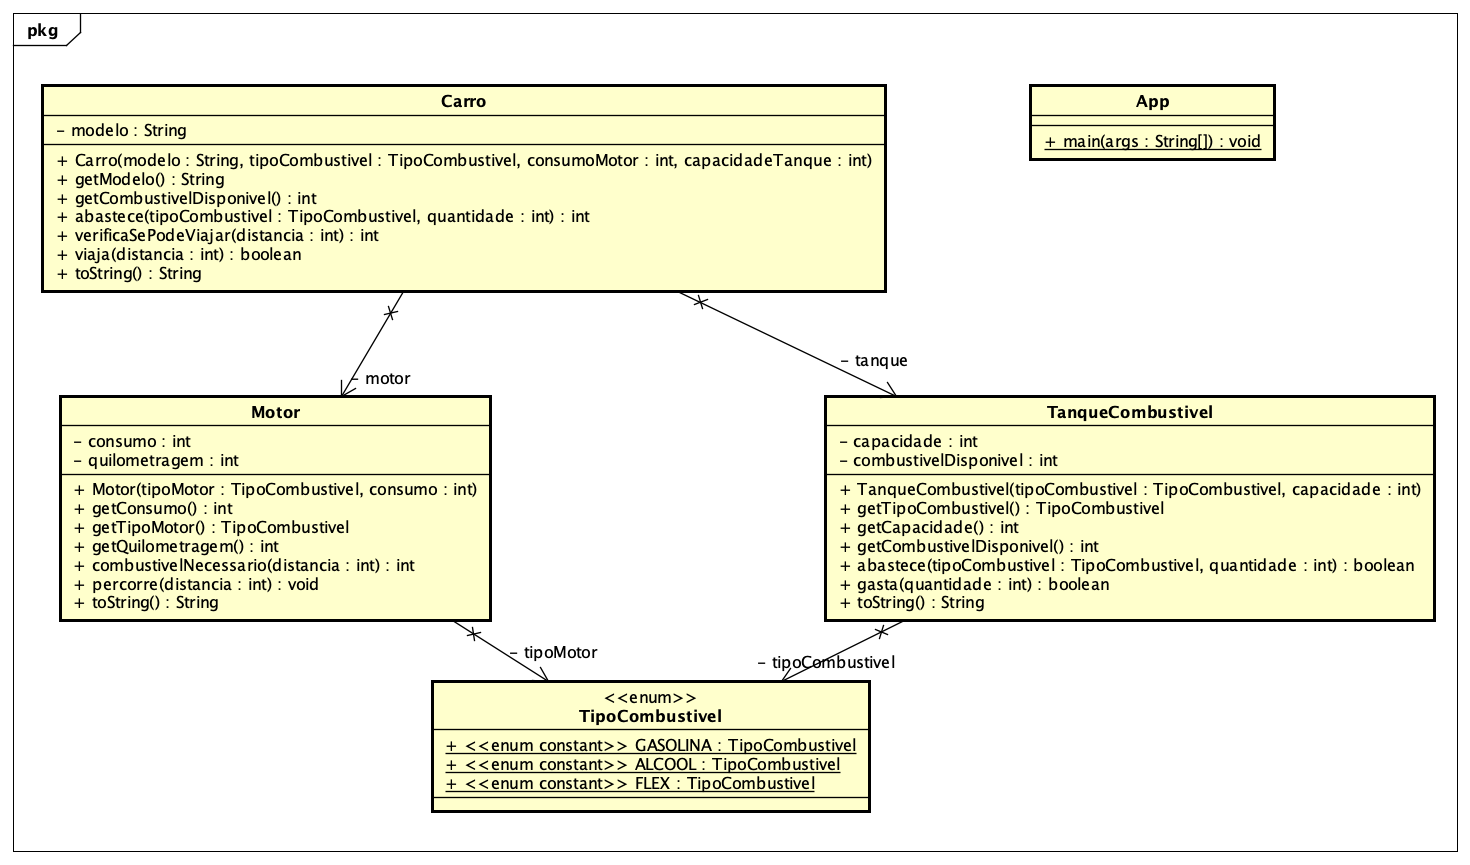 pkg
Carro
- modelo : String
+ Carro(modelo : String, tipoCombustivel : TipoCombustivel, consumoMotor : int, capacidadeTanque : int)
+ getModelo() : String
+ getCombustivelDisponivel() : int
+ abastece(tipoCombustivel : TipoCombustivel, quantidade : int) : int
+ verificaSePodeViajar(distancia : int) : int
+ viaja(distancia : int) : boolean
+ toString() : String
App
+ main(args : String[]) : void
- motor
- tanque
Motor
- consumo : int
- quilometragem : int
+ Motor(tipoMotor : TipoCombustivel, consumo : int)
+ getConsumo() : int
+ getTipoMotor() : TipoCombustivel
+ getQuilometragem() : int
+ combustivelNecessario(distancia : int) : int
+ percorre(distancia : int) : void
+ toString() : String
TanqueCombustivel
- capacidade : int
- combustivelDisponivel : int
+ TanqueCombustivel(tipoCombustivel : TipoCombustivel, capacidade : int)
+ getTipoCombustivel() : TipoCombustivel
+ getCapacidade() : int
+ getCombustivelDisponivel() : int
+ abastece(tipoCombustivel : TipoCombustivel, quantidade : int) : boolean
+ gasta(quantidade : int) : boolean
+ toString() : String
- tipoMotor
- tipoCombustivel
<<enum>>
TipoCombustivel
+ <<enum constant>> GASOLINA : TipoCombustivel
+ <<enum constant>> ALCOOL : TipoCombustivel
+ <<enum constant>> FLEX : TipoCombustivel